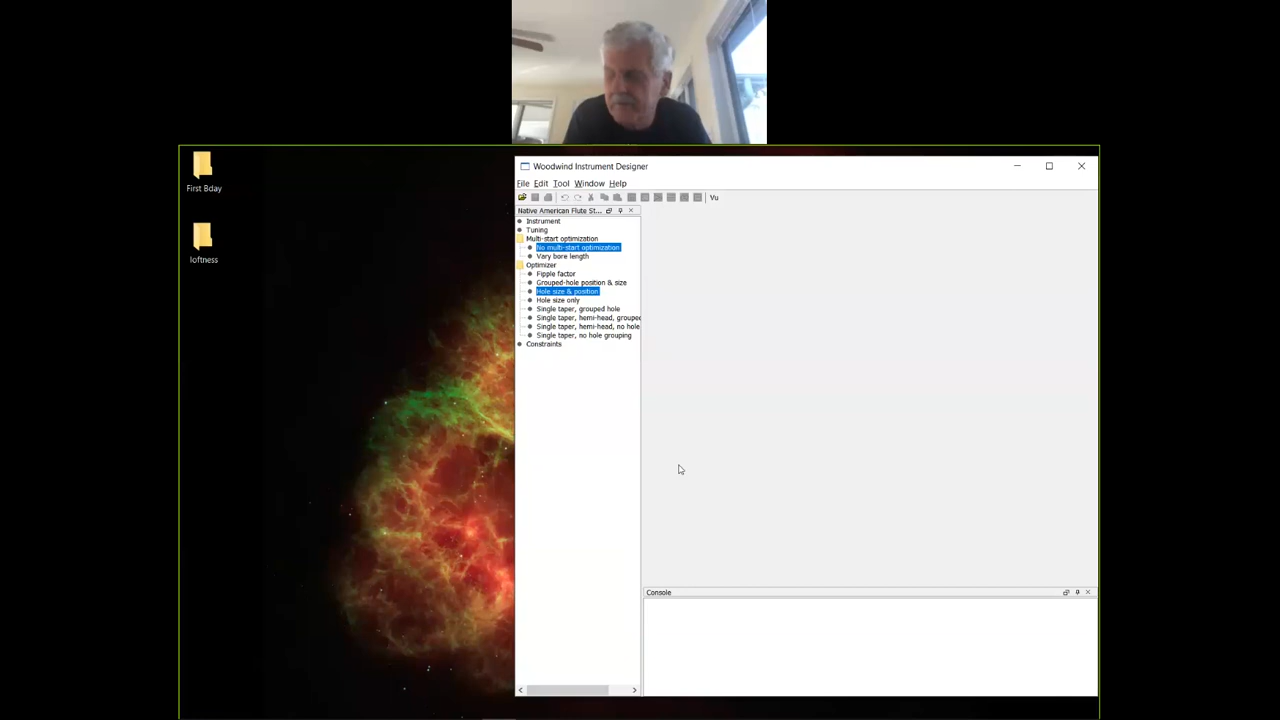 First Bday
loftness
Woodwind Instrument Designer
File Edit Tool Window Help
Vu
Native American Flute St...
Instrument
Tuning
Multi-start optimization
No multi-start optimization
Vary bore length
Optimizer
Fipple factor
Grouped-hole position & size
Hole size & position
Hole size only
Single taper, grouped hole
Single taper, hemi-head, grouped
Single taper, hemi-head, no hole
Single taper, no hole grouping
Constraints
Console